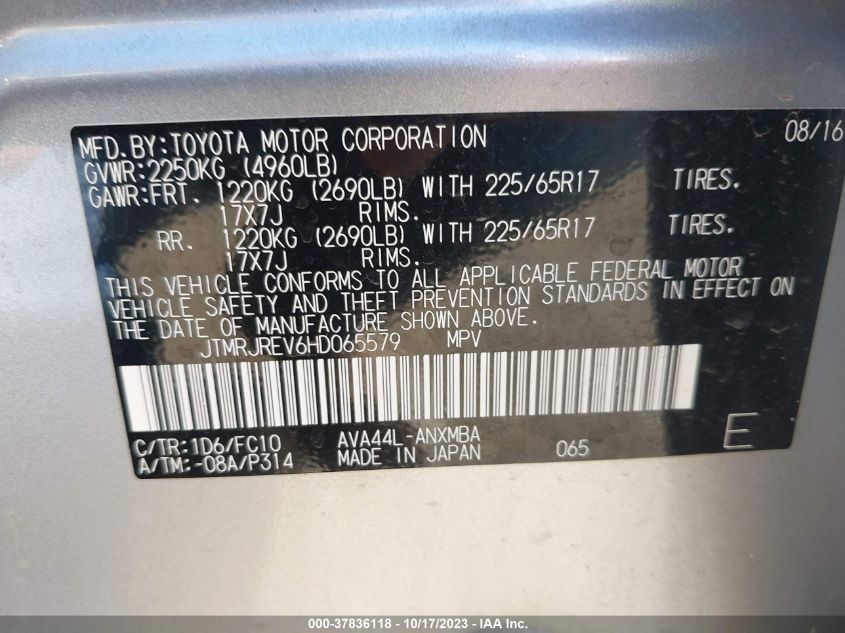 MFD.BY:TOYOTA MOTOR CORPORATION 08/16
GVWR:2250KG (4960LB)
GAWR:FRT. 1220KG (2690LB) WITH 225/65R17 TIRES.
17X7J RIMS.
RR. 1220KG (2690LB) WITH 225/65R17 TIRES.
17X7J RIMS.
THIS VEHICLE CONFORMS TO ALL APPLICABLE FEDERAL MOTOR
VEHICLE SAFETY AND THEFT PREVENTION STANDARDS IN EFFECT ON
THE DATE OF MANUFACTURE SHOWN ABOVE.
JTMRJREV6HD065579 MPV
C/TR:1D6/FC10 AVA44L-ANXMBA E
A/TM:-08A/P314 MADE IN JAPAN 065
000-37836118 - 10/17/2023 - IAA Inc.